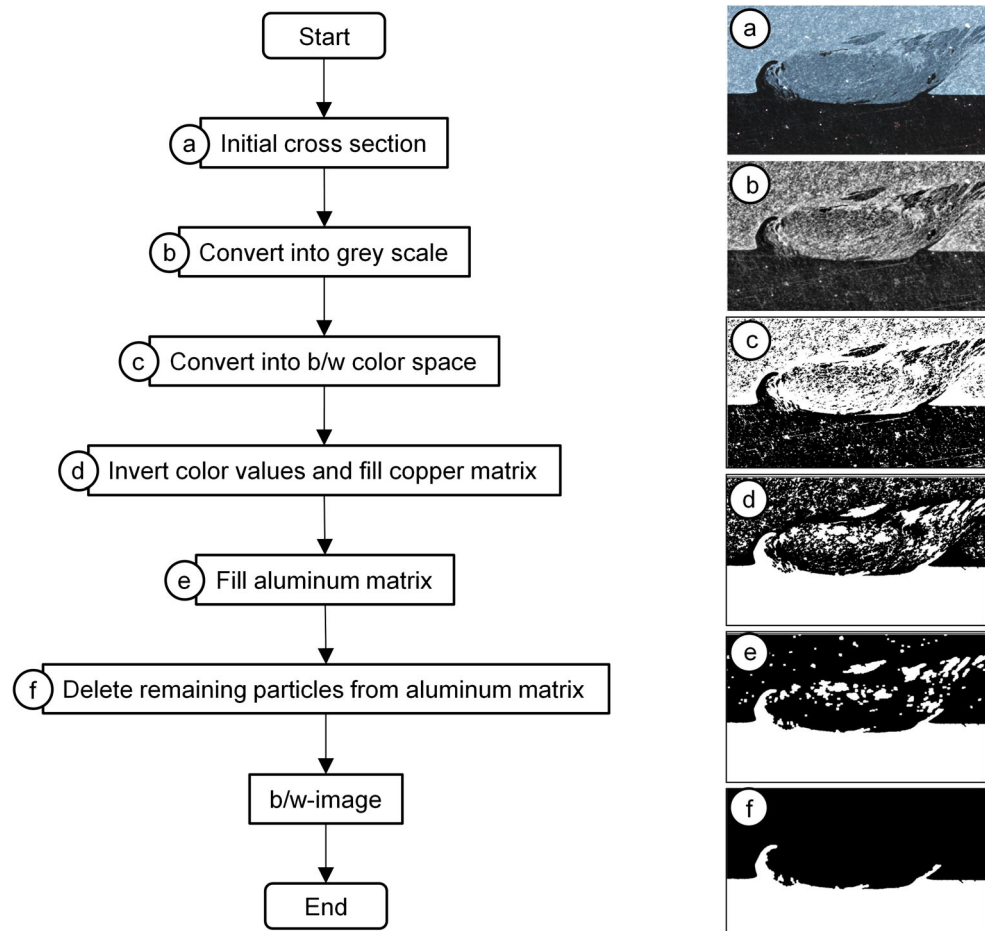 Start
a Initial cross section
b Convert into grey scale
c Convert into b/w color space
d Invert color values and fill copper matrix
e Fill aluminum matrix
f Delete remaining particles from aluminum matrix
b/w-image
End
a
b
c
d
e
f